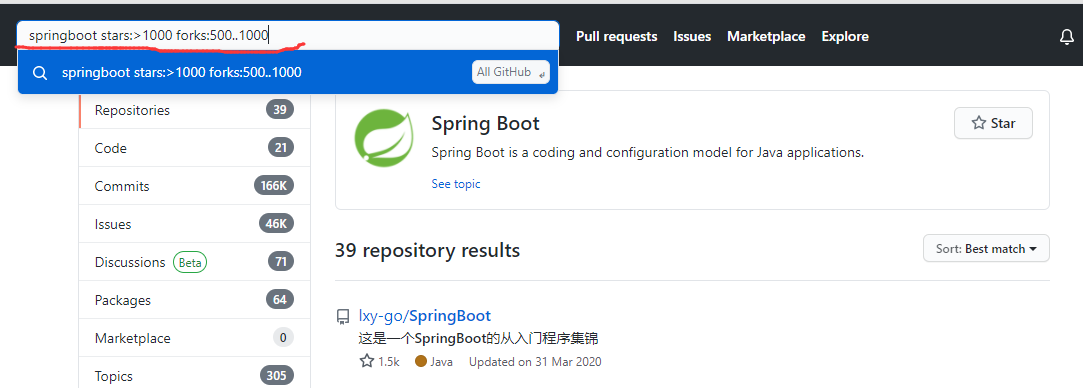 springboot stars:>1000 forks:500..1000
Pull requests Issues Marketplace Explore
springboot stars:>1000 forks:500..1000 All GitHub
Repositories 39
Code 21
Commits 166K
Issues 46K
Discussions Beta 71
Packages 64
Marketplace 0
Topics 305
Spring Boot
Star
Spring Boot is a coding and configuration model for Java applications.
See topic
39 repository results
Sort: Best match
lxy-go/SpringBoot
这是一个SpringBoot的从入门程序集锦
1.5k Java Updated on 31 Mar 2020